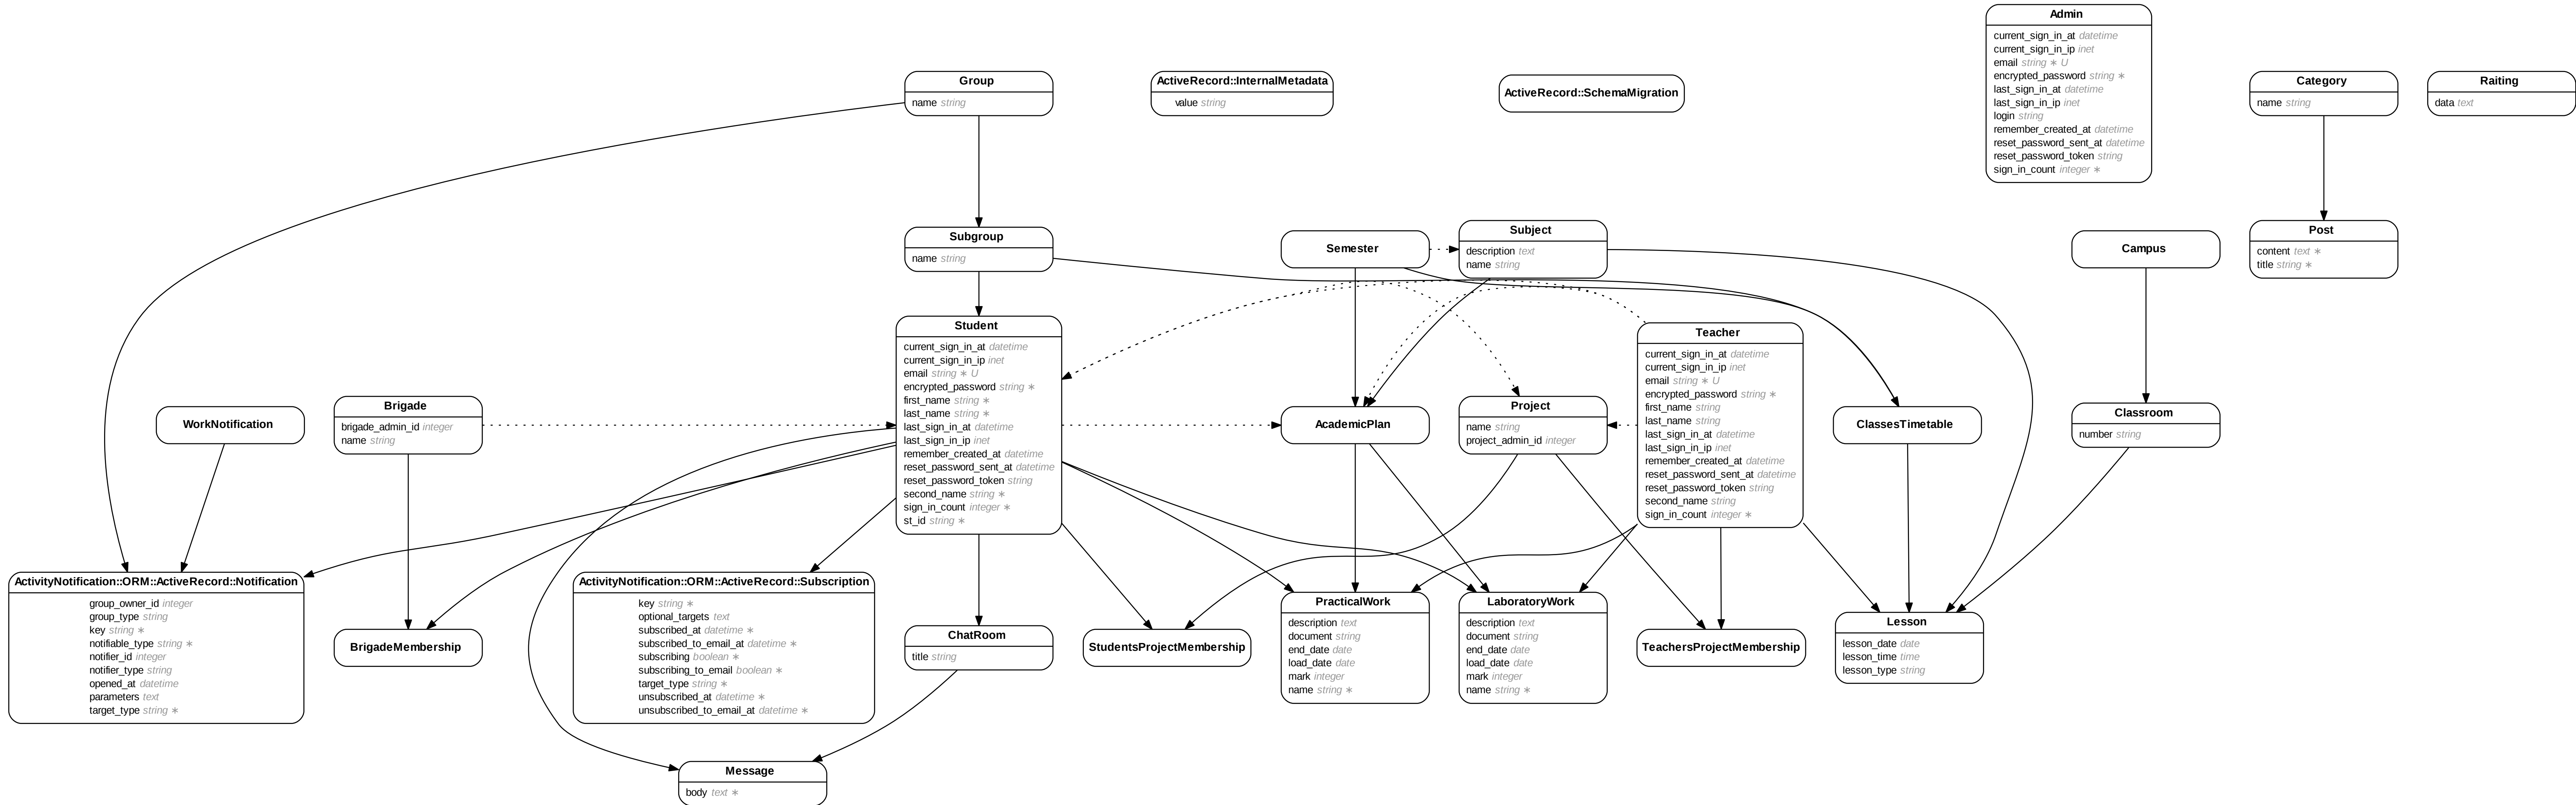 Admin
current_sign_in_at datetime
current_sign_in_ip inet
email string ∗ U
encrypted_password string ∗
last_sign_in_at datetime
last_sign_in_ip inet
login string
remember_created_at datetime
reset_password_sent_at datetime
reset_password_token string
sign_in_count integer ∗
Group
name string
ActiveRecord::InternalMetadata
value string
ActiveRecord::SchemaMigration
Category
name string
Raiting
data text
Subgroup
name string
Semester
Subject
description text
name string
Campus
Post
content text ∗
title string ∗
Student
current_sign_in_at datetime
current_sign_in_ip inet
email string ∗ U
encrypted_password string ∗
first_name string ∗
last_name string ∗
last_sign_in_at datetime
last_sign_in_ip inet
remember_created_at datetime
reset_password_sent_at datetime
reset_password_token string
second_name string ∗
sign_in_count integer ∗
st_id string ∗
Teacher
current_sign_in_at datetime
current_sign_in_ip inet
email string ∗ U
encrypted_password string ∗
first_name string
last_name string
last_sign_in_at datetime
last_sign_in_ip inet
remember_created_at datetime
reset_password_sent_at datetime
reset_password_token string
second_name string
sign_in_count integer ∗
WorkNotification
Brigade
brigade_admin_id integer
name string
AcademicPlan
Project
name string
project_admin_id integer
ClassesTimetable
Classroom
number string
ActivityNotification::ORM::ActiveRecord::Notification
group_owner_id integer
group_type string
key string ∗
notifiable_type string ∗
notifier_id integer
notifier_type string
opened_at datetime
parameters text
target_type string ∗
BrigadeMembership
ActivityNotification::ORM::ActiveRecord::Subscription
key string ∗
optional_targets text
subscribed_at datetime ∗
subscribed_to_email_at datetime ∗
subscribing boolean ∗
subscribing_to_email boolean ∗
target_type string ∗
unsubscribed_at datetime ∗
unsubscribed_to_email_at datetime ∗
ChatRoom
title string
StudentsProjectMembership
PracticalWork
description text
document string
end_date date
load_date date
mark integer
name string ∗
LaboratoryWork
description text
document string
end_date date
load_date date
mark integer
name string ∗
TeachersProjectMembership
Lesson
lesson_date date
lesson_time time
lesson_type string
Message
body text ∗